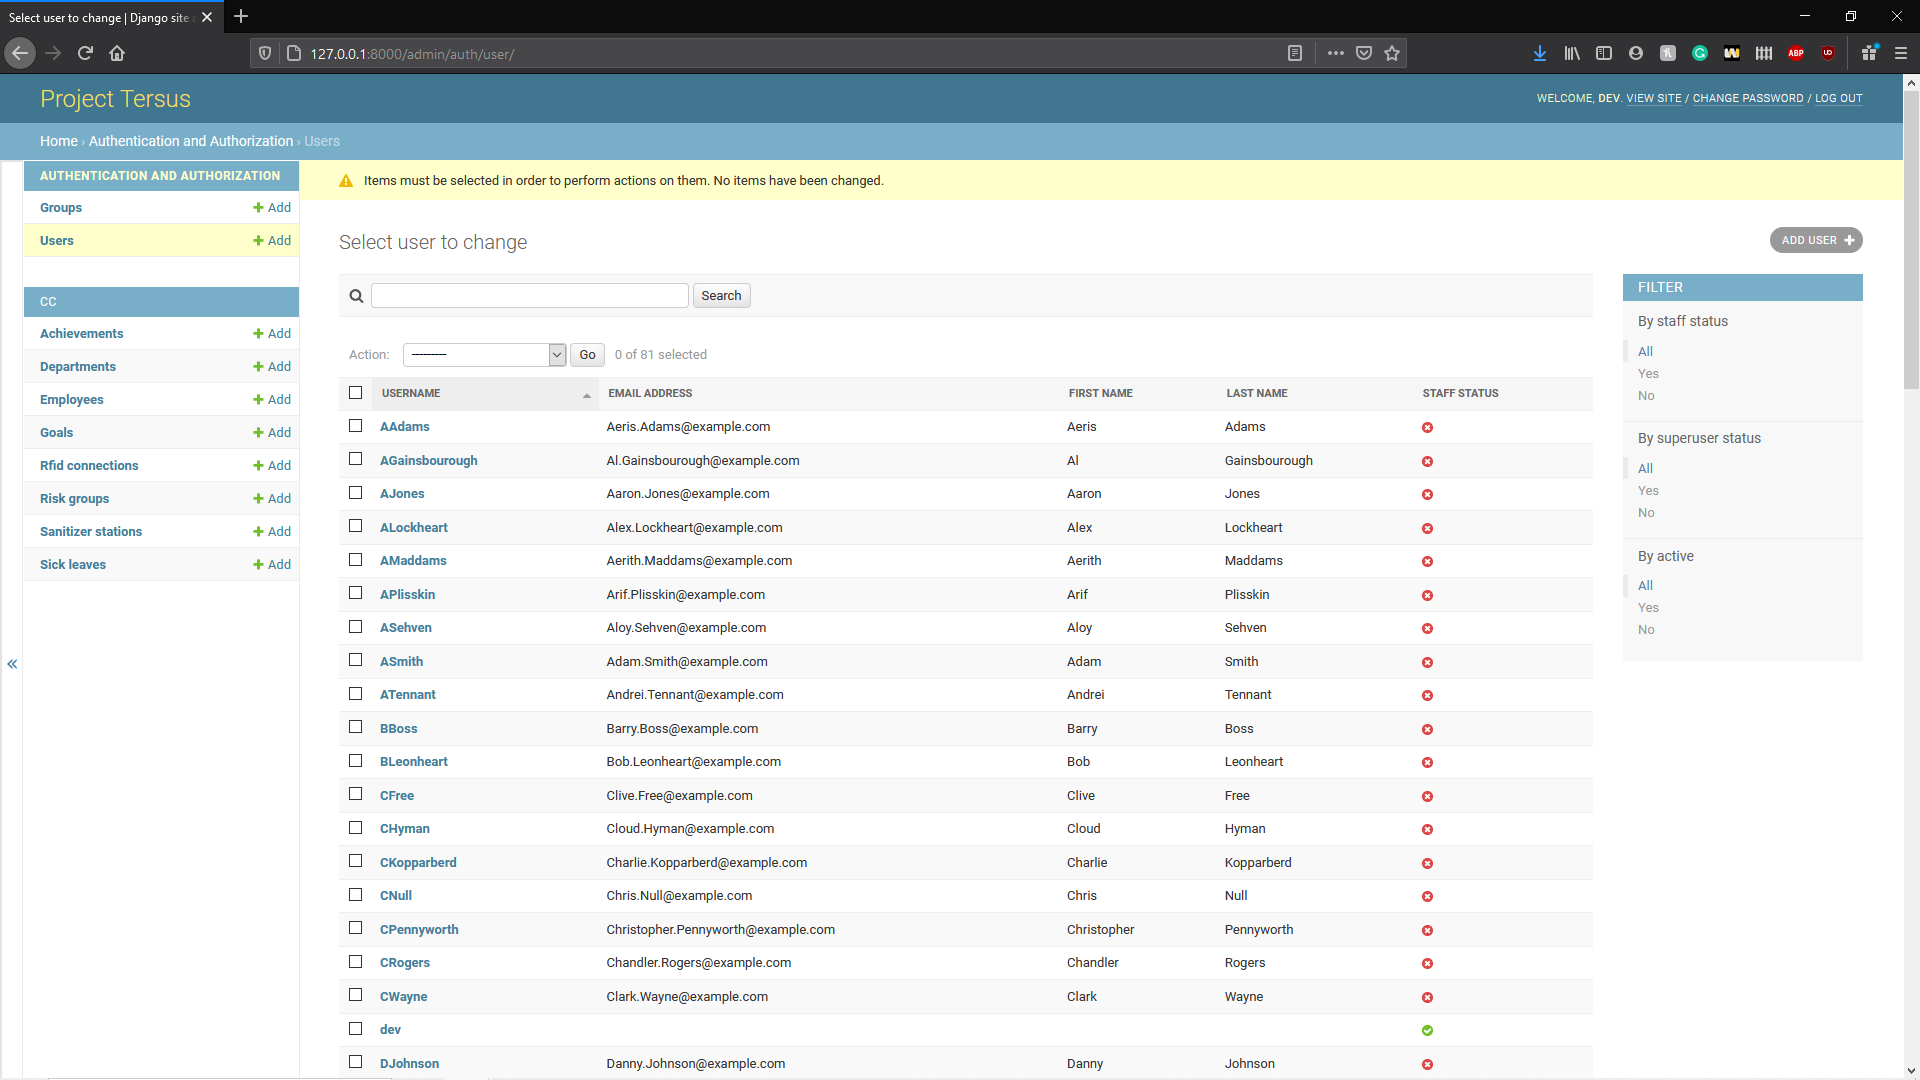 Select user to change | Django site
127.0.0.1:8000/admin/auth/user/
ABP
Project Tersus
WELCOME, DEV. VIEW SITE / CHANGE PASSWORD / LOG OUT
Home › Authentication and Authorization › Users
AUTHENTICATION AND AUTHORIZATION
Groups Add
Users Add
CC
Achievements Add
Departments Add
Employees Add
Goals Add
Rfid connections Add
Risk groups Add
Sanitizer stations Add
Sick leaves Add
«
Items must be selected in order to perform actions on them. No items have been changed.
Select user to change
ADD USER
Search
Action: --------- Go 0 of 81 selected
USERNAME EMAIL ADDRESS FIRST NAME LAST NAME STAFF STATUS
AAdams Aeris.Adams@example.com Aeris Adams
AGainsbourough Al.Gainsbourough@example.com Al Gainsbourough
AJones Aaron.Jones@example.com Aaron Jones
ALockheart Alex.Lockheart@example.com Alex Lockheart
AMaddams Aerith.Maddams@example.com Aerith Maddams
APlisskin Arif.Plisskin@example.com Arif Plisskin
ASehven Aloy.Sehven@example.com Aloy Sehven
ASmith Adam.Smith@example.com Adam Smith
ATennant Andrei.Tennant@example.com Andrei Tennant
BBoss Barry.Boss@example.com Barry Boss
BLeonheart Bob.Leonheart@example.com Bob Leonheart
CFree Clive.Free@example.com Clive Free
CHyman Cloud.Hyman@example.com Cloud Hyman
CKopparberd Charlie.Kopparberd@example.com Charlie Kopparberd
CNull Chris.Null@example.com Chris Null
CPennyworth Christopher.Pennyworth@example.com Christopher Pennyworth
CRogers Chandler.Rogers@example.com Chandler Rogers
CWayne Clark.Wayne@example.com Clark Wayne
dev
DJohnson Danny.Johnson@example.com Danny Johnson
FILTER
By staff status
All
Yes
No
By superuser status
All
Yes
No
By active
All
Yes
No